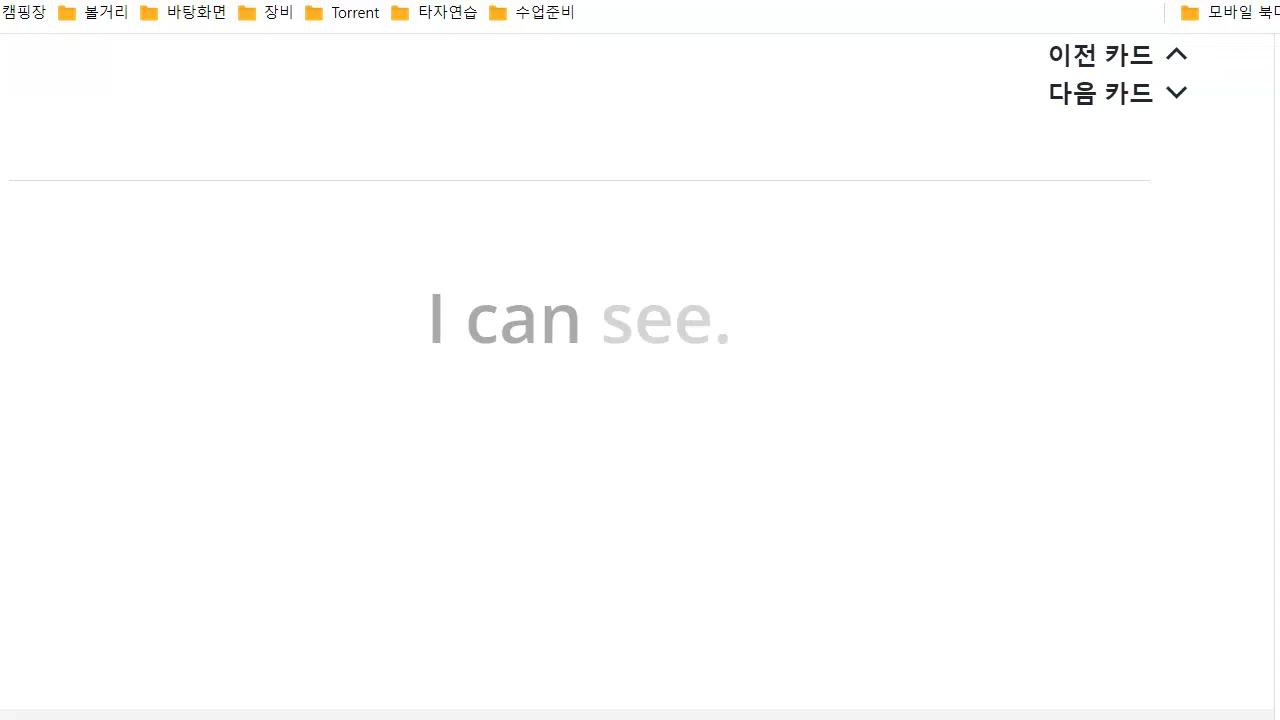 캠핑장 볼거리 바탕화면 장비 Torrent 타자연습 수업준비 모바일
이전 카드
다음 카드
I can see.